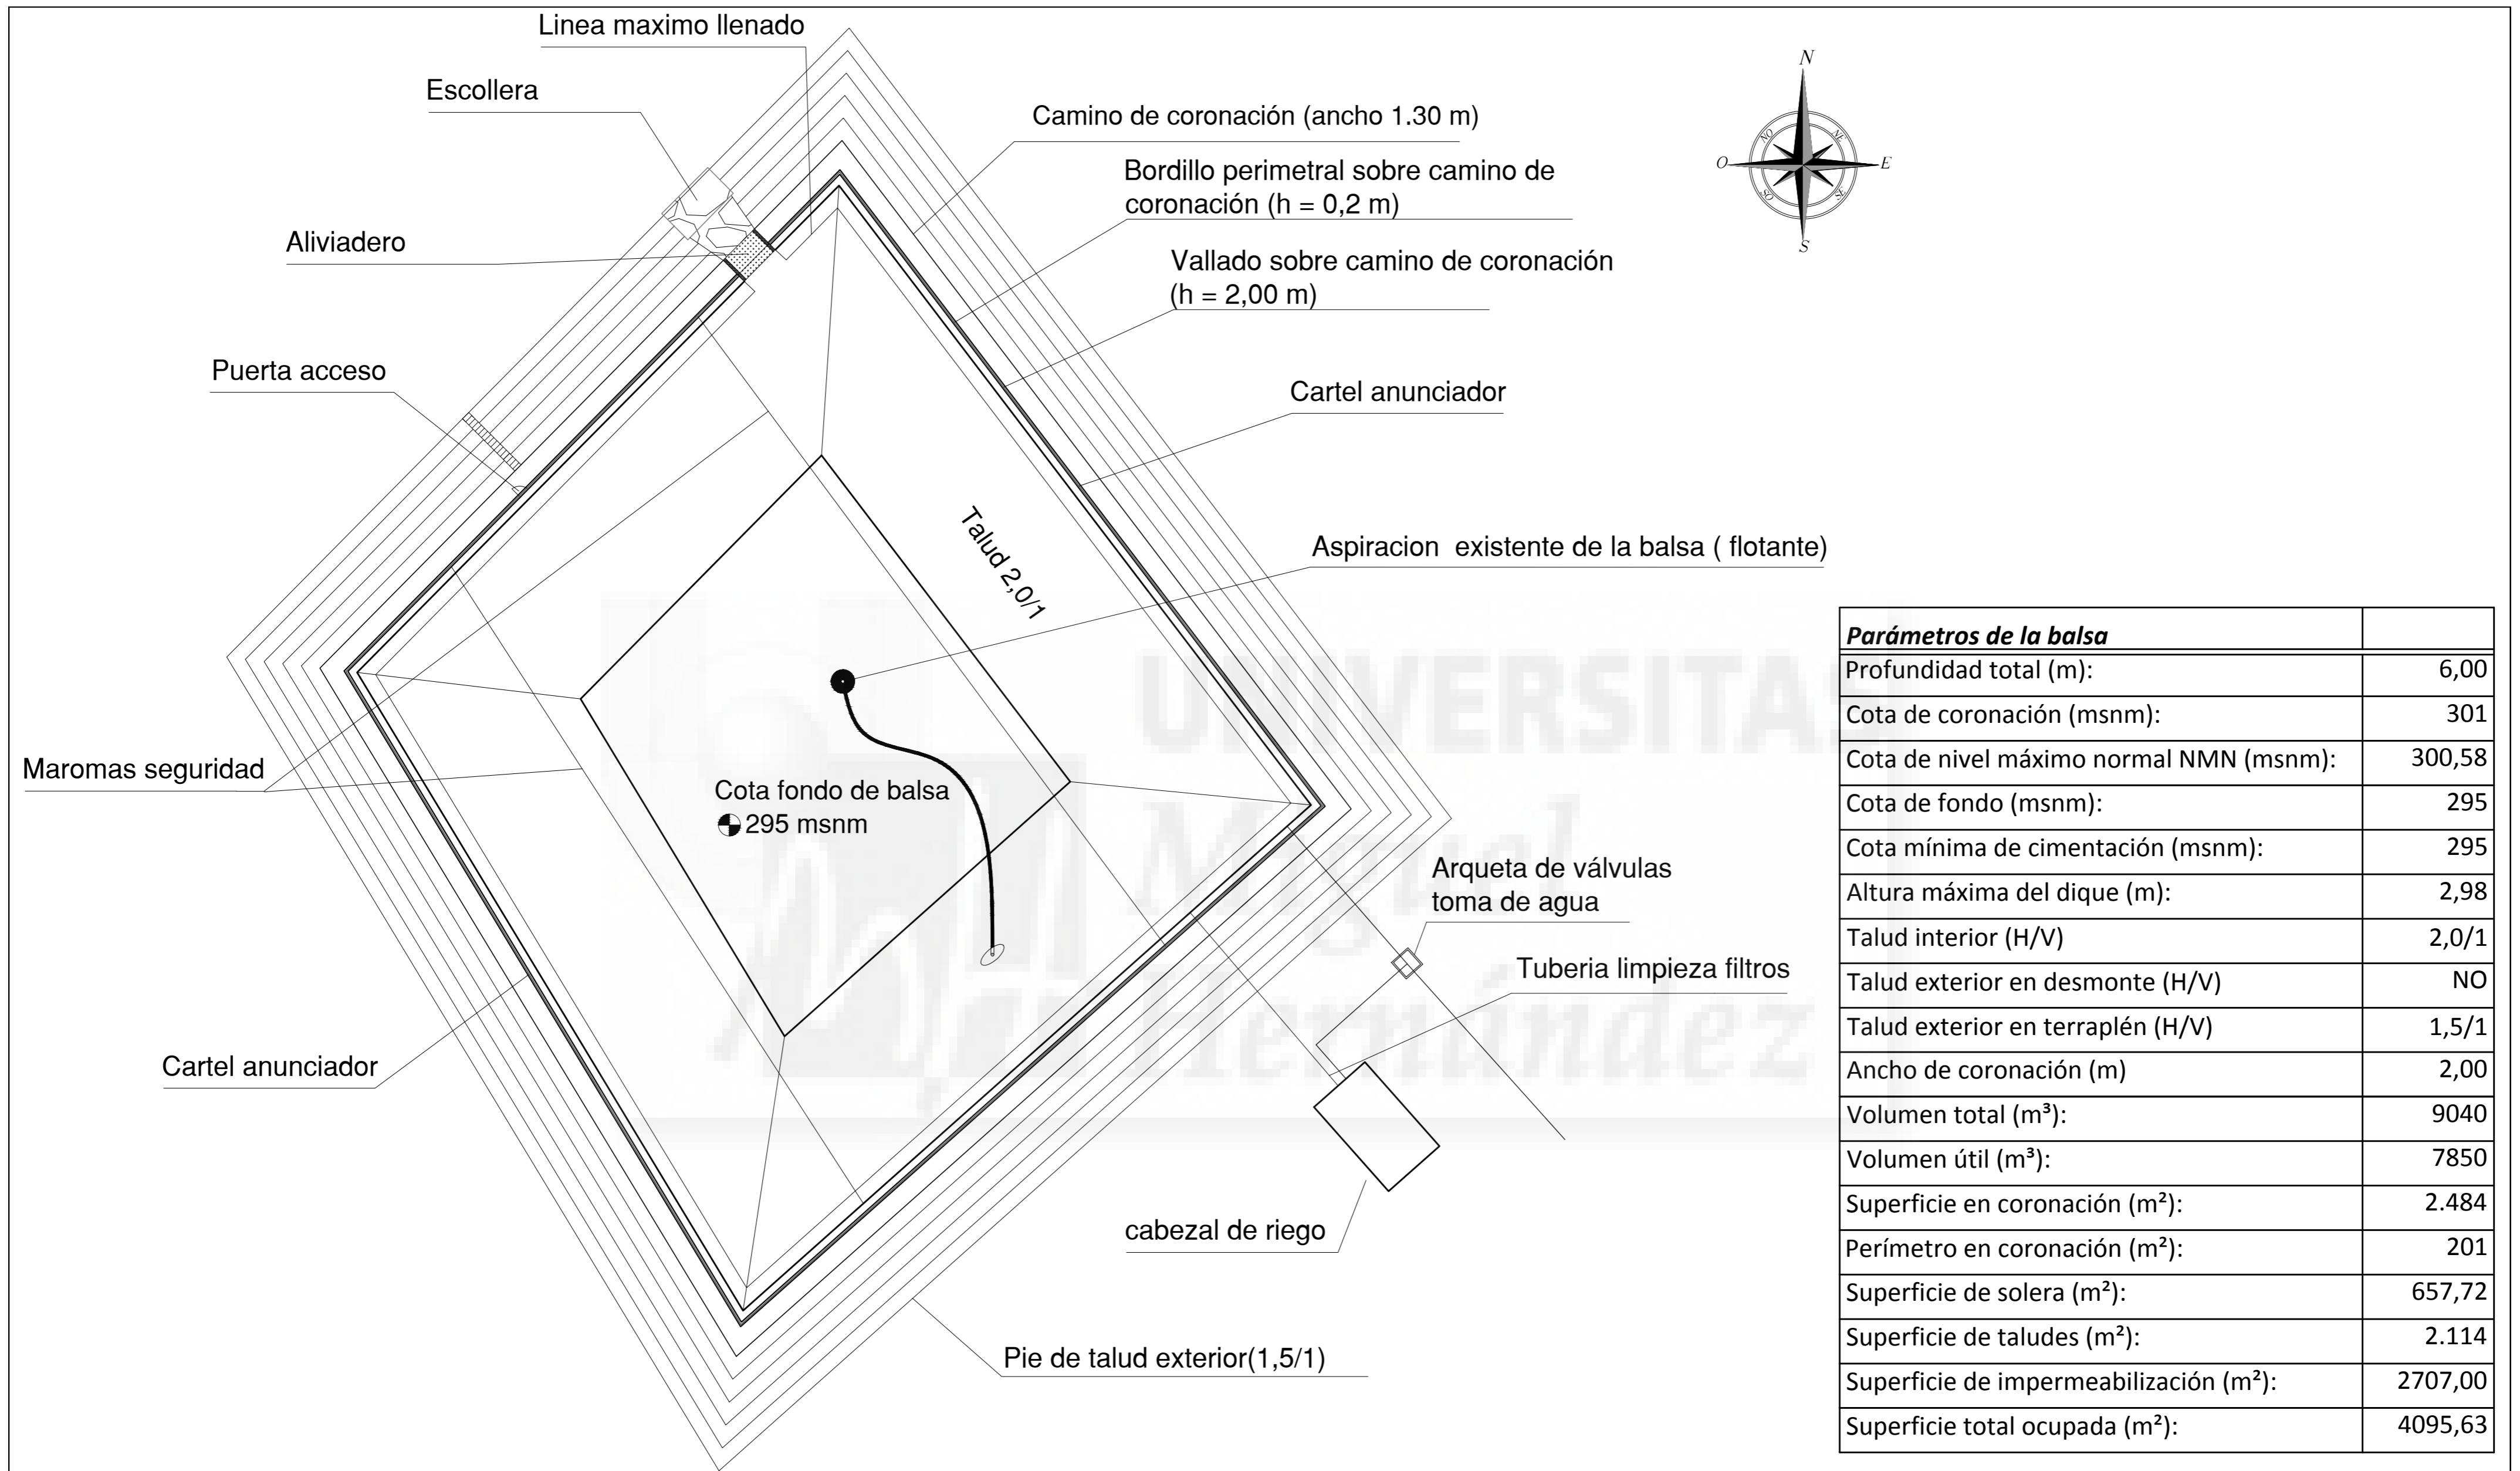 Linea maximo llenado
Escollera
Aliviadero
Puerta acceso
Maromas seguridad
Cartel anunciador
Camino de coronación (ancho 1.30 m)
Bordillo perimetral sobre camino de
coronación (h = 0,2 m)
Vallado sobre camino de coronación
(h = 2,00 m)
Cartel anunciador
Aspiracion existente de la balsa ( flotante)
Talud 2,0/1
Cota fondo de balsa
295 msnm
Arqueta de válvulas
toma de agua
Tuberia limpieza filtros
cabezal de riego
Pie de talud exterior(1,5/1)
N
NO NE
O E
SO SE
S
UNIVERSITAS
Miguel
Hernández
Parámetros de la balsa
Profundidad total (m): 6,00
Cota de coronación (msnm): 301
Cota de nivel máximo normal NMN (msnm): 300,58
Cota de fondo (msnm): 295
Cota mínima de cimentación (msnm): 295
Altura máxima del dique (m): 2,98
Talud interior (H/V) 2,0/1
Talud exterior en desmonte (H/V) NO
Talud exterior en terraplén (H/V) 1,5/1
Ancho de coronación (m) 2,00
Volumen total (m³): 9040
Volumen útil (m³): 7850
Superficie en coronación (m²): 2.484
Perímetro en coronación (m²): 201
Superficie de solera (m²): 657,72
Superficie de taludes (m²): 2.114
Superficie de impermeabilización (m²): 2707,00
Superficie total ocupada (m²): 4095,63